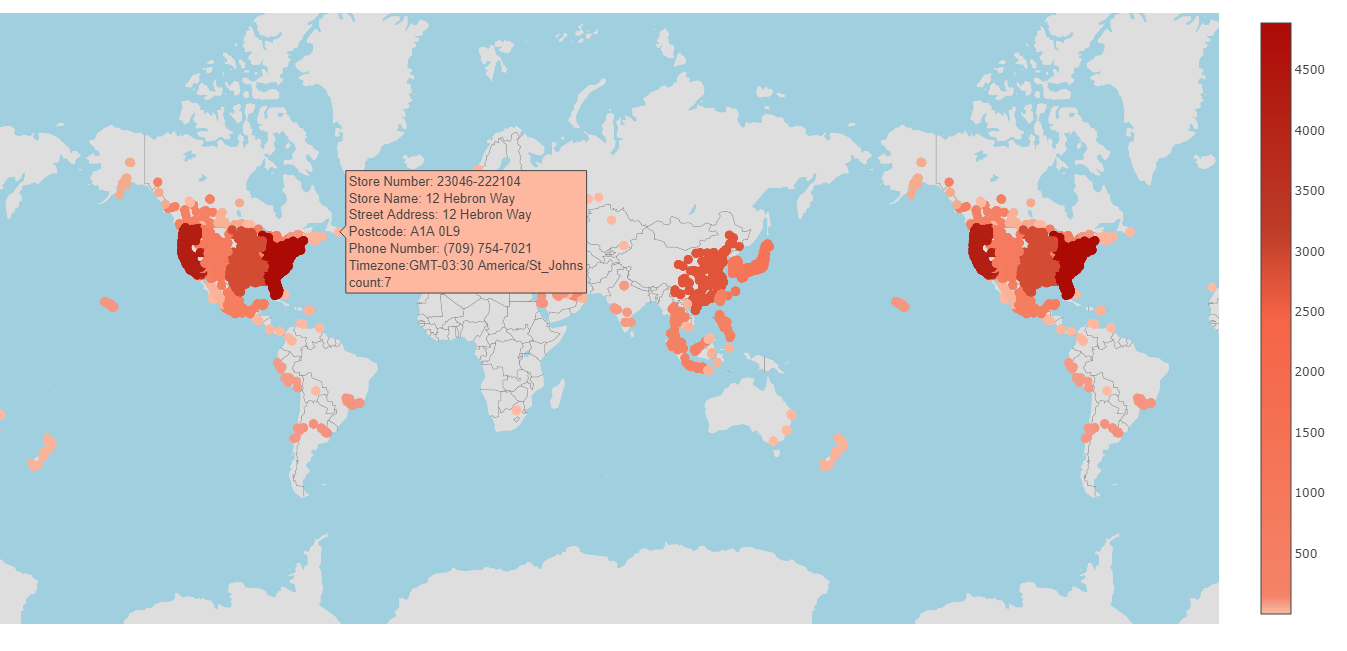 Store Number: 23046-222104
Store Name: 12 Hebron Way
Street Address: 12 Hebron Way
Postcode: A1A 0L9
Phone Number: (709) 754-7021
Timezone:GMT-03:30 America/St_Johns
count:7
4500
4000
3500
3000
2500
2000
1500
1000
500